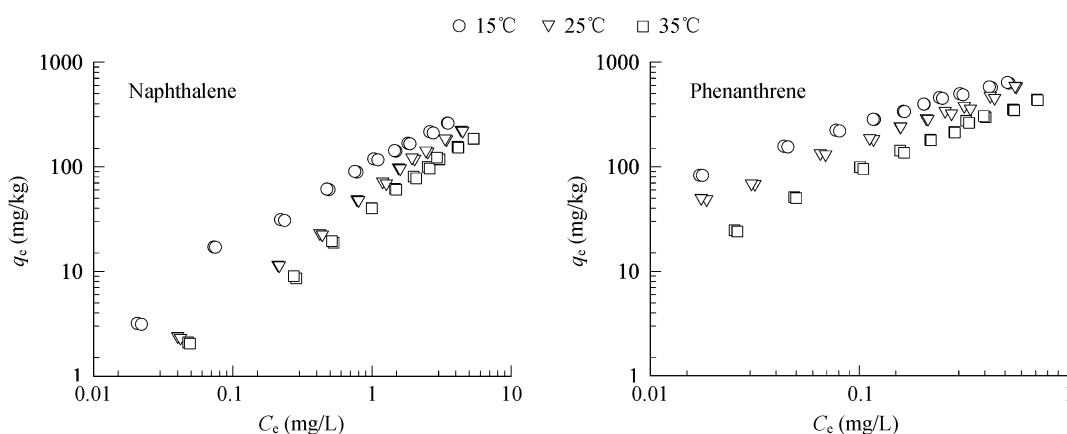 ○ 15℃ ▽ 25℃ □ 35℃
Naphthalene
1000
100
10
1
qe (mg/kg)
0.01 0.1 1 10
Ce (mg/L)
Phenanthrene
1000
100
10
1
qe (mg/kg)
0.01 0.1 1
Ce (mg/L)